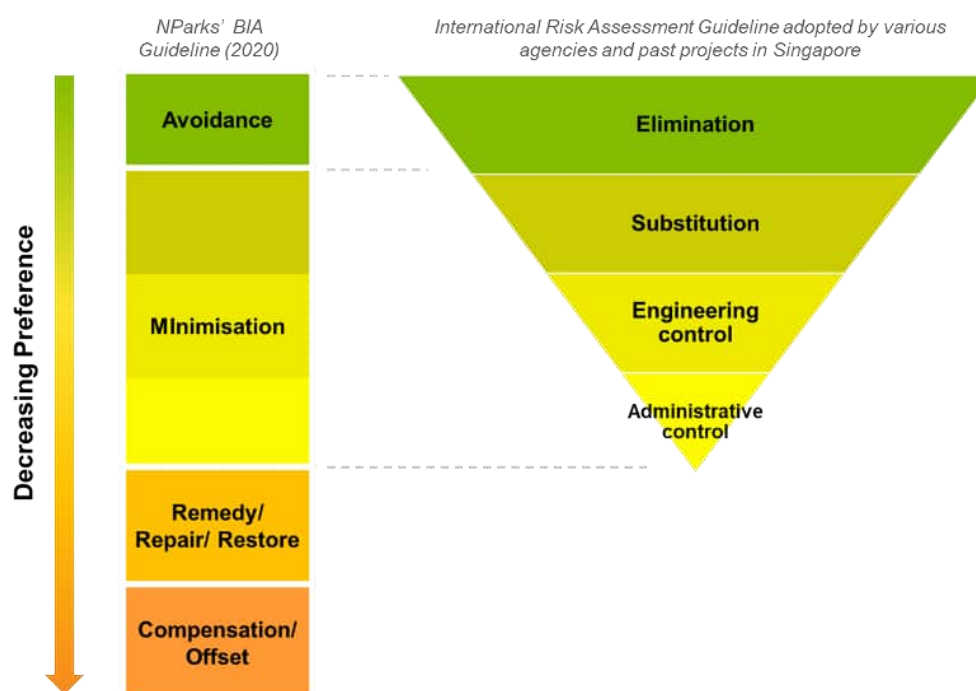 NParks' BIA
Guideline (2020)
International Risk Assessment Guideline adopted by various
agencies and past projects in Singapore
Decreasing Preference
Avoidance
MInimisation
Remedy/
Repair/ Restore
Compensation/
Offset
Elimination
Substitution
Engineering
control
Administrative
control